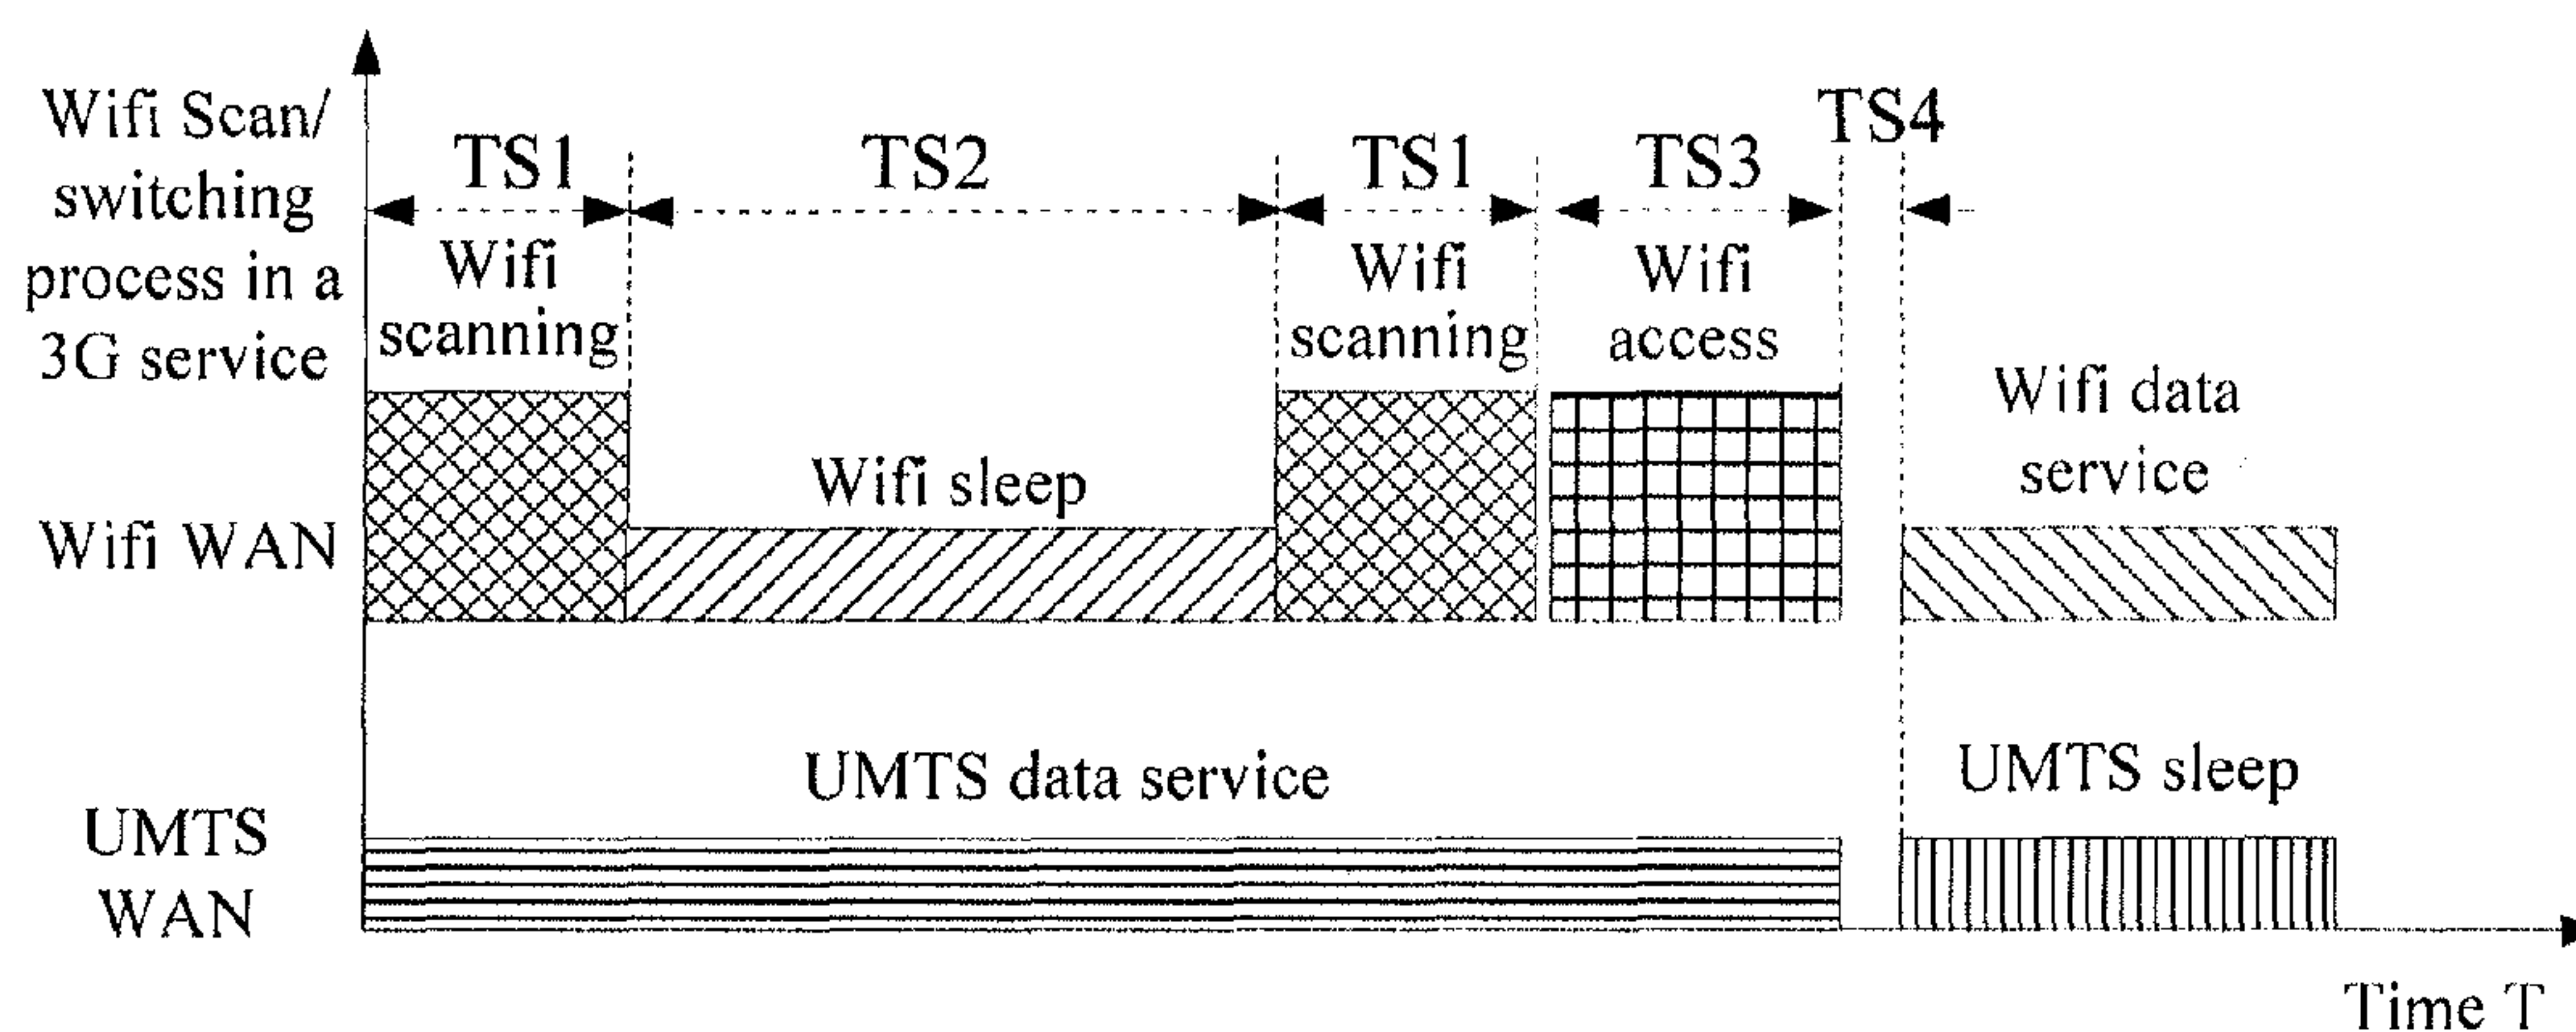 Wifi Scan/
switching
process in a
3G service
TS1
TS2
TS1
TS3
TS4
Wifi
scanning
Wifi
scanning
Wifi
access
Wifi data
service
Wifi sleep
Wifi WAN
UMTS data service
UMTS sleep
UMTS
WAN
Time T